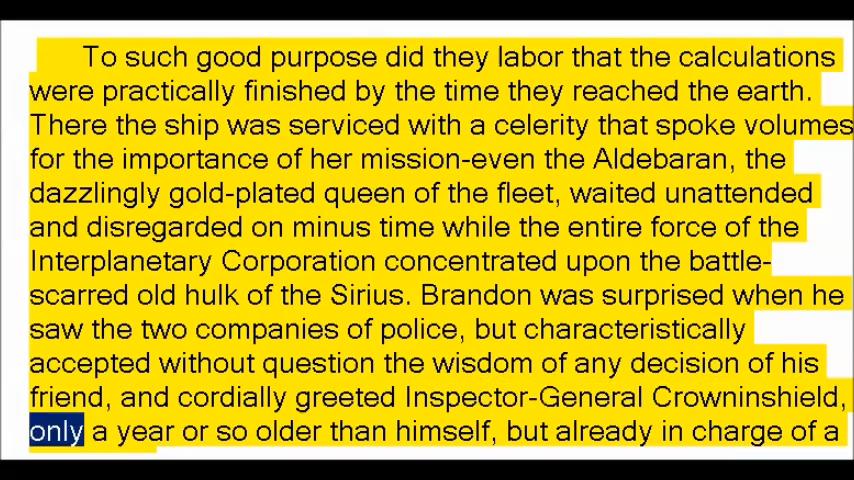 To such good purpose did they labor that the calculations
were practically finished by the time they reached the earth.
There the ship was serviced with a celerity that spoke volumes
for the importance of her mission-even the Aldebaran, the
dazzlingly gold-plated queen of the fleet, waited unattended
and disregarded on minus time while the entire force of the
Interplanetary Corporation concentrated upon the battle-
scarred old hulk of the Sirius. Brandon was surprised when he
saw the two companies of police, but characteristically
accepted without question the wisdom of any decision of his
friend, and cordially greeted Inspector-General Crowninshield,
only a year or so older than himself, but already in charge of a